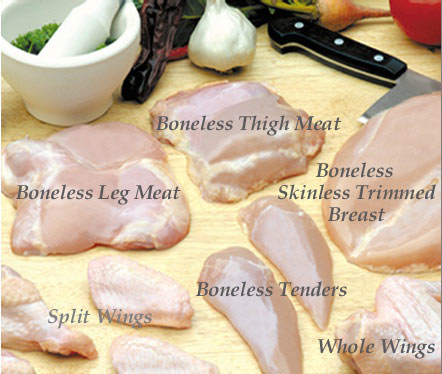 Boneless Thigh Meat
Boneless Leg Meat
Boneless
Skinless Trimmed
Breast
Boneless Tenders
Split Wings
Whole Wings